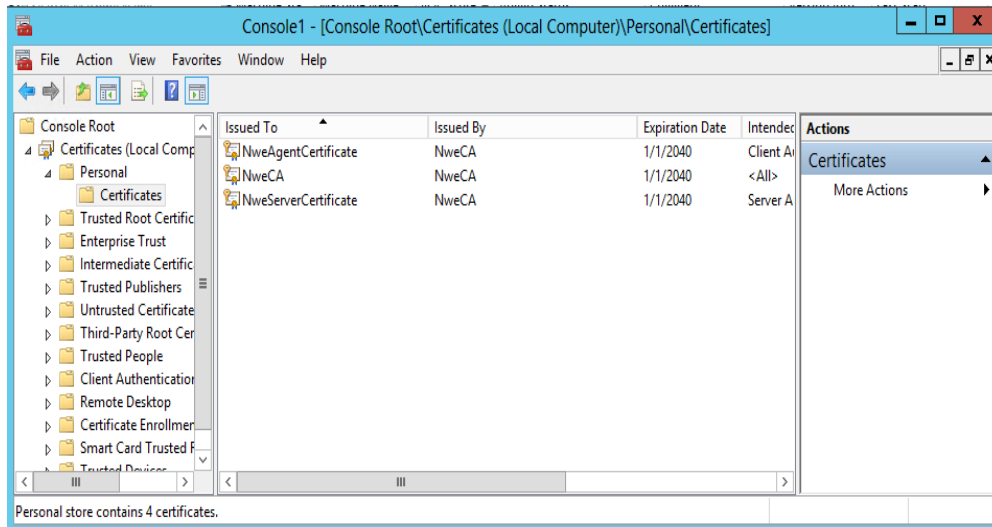 Console1 - [Console Root\Certificates (Local Computer)\Personal\Certificates]
File Action View Favorites Window Help
Console Root
Certificates (Local Comp
Personal
Certificates
Trusted Root Certific
Enterprise Trust
Intermediate Certific
Trusted Publishers
Untrusted Certificate
Third-Party Root Cer
Trusted People
Client Authentication
Remote Desktop
Certificate Enrollmer
Smart Card Trusted
Trusted Devices
Issued To Issued By Expiration Date Intended
NweAgentCertificate NweCA 1/1/2040 Client A
NweCA NweCA 1/1/2040 <All>
NweServerCertificate NweCA 1/1/2040 Server A
Actions
Certificates
More Actions
Personal store contains 4 certificates.